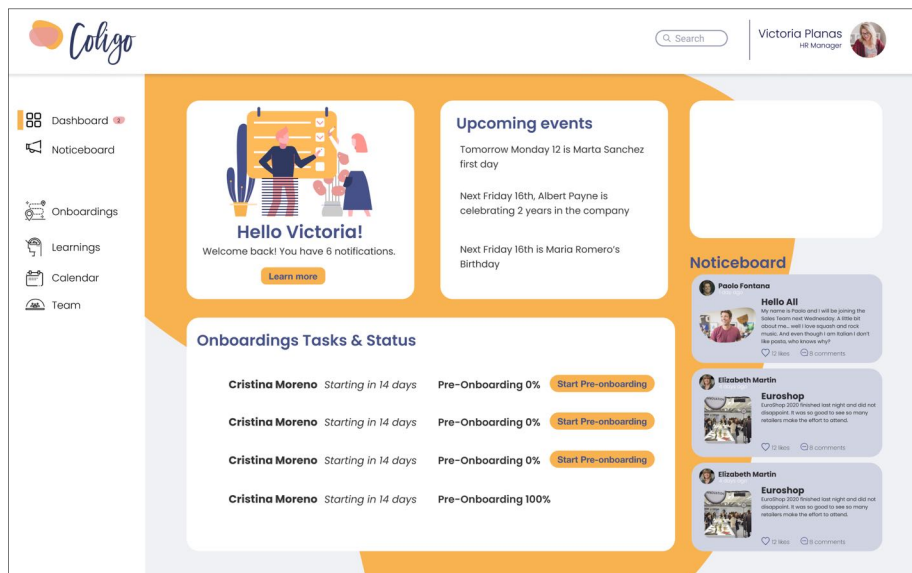 Coligo
Search
Victoria Planas
HR Manager
Dashboard
Noticeboard
Onboardings
Learnings
Calendar
Team
Hello Victoria!
Welcome back! You have 6 notifications.
Learn more
Upcoming events
Tomorrow Monday 12 is Marta Sanchez
first day
Next Friday 16th, Albert Payne is
celebrating 2 years in the company
Next Friday 16th is Maria Romero's
Birthday
Onboardings Tasks & Status
Cristina Moreno Starting in 14 days Pre-Onboarding 0% Start Pre-onboarding
Cristina Moreno Starting in 14 days Pre-Onboarding 0% Start Pre-onboarding
Cristina Moreno Starting in 14 days Pre-Onboarding 0% Start Pre-onboarding
Cristina Moreno Starting in 14 days Pre-Onboarding 100%
Noticeboard
Paolo Fontana
Hello All
My name is Paolo and I will be joining the
Sales Team next Wednesday. A little bit
about me... well I love squash and rock
music. And even though I am Italian I don't
like pasta, who knows why?
12 likes 8 comments
Elizabeth Martin
Euroshop
EuroShop 2020 finished last night and did not
disappoint. It was so good to see so many
retailers make the effort to attend.
12 likes 8 comments
Elizabeth Martin
Euroshop
EuroShop 2020 finished last night and did not
disappoint. It was so good to see so many
retailers make the effort to attend.
12 likes 8 comments